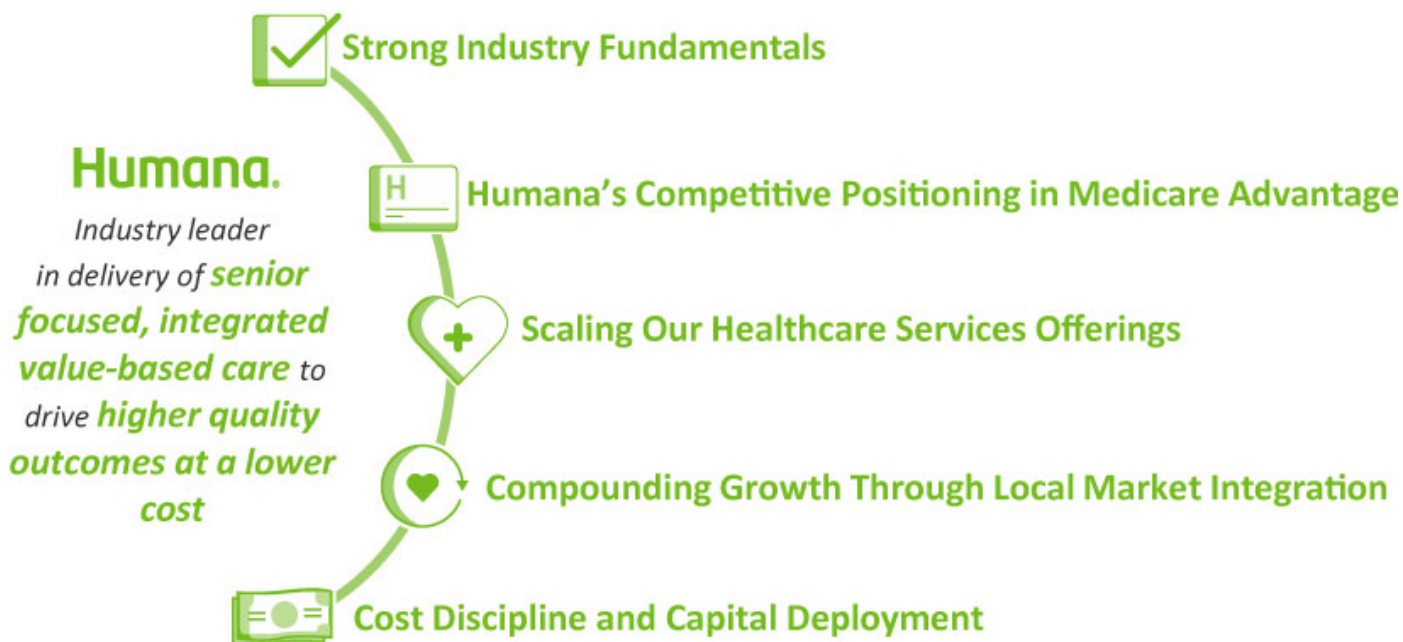 Strong Industry Fundamentals
Humana.
Industry leader
in delivery of senior
focused, integrated
value-based care to
drive higher quality
outcomes at a lower
cost
H
Humana’s Competitive Positioning in Medicare Advantage
Scaling Our Healthcare Services Offerings
Compounding Growth Through Local Market Integration
Cost Discipline and Capital Deployment